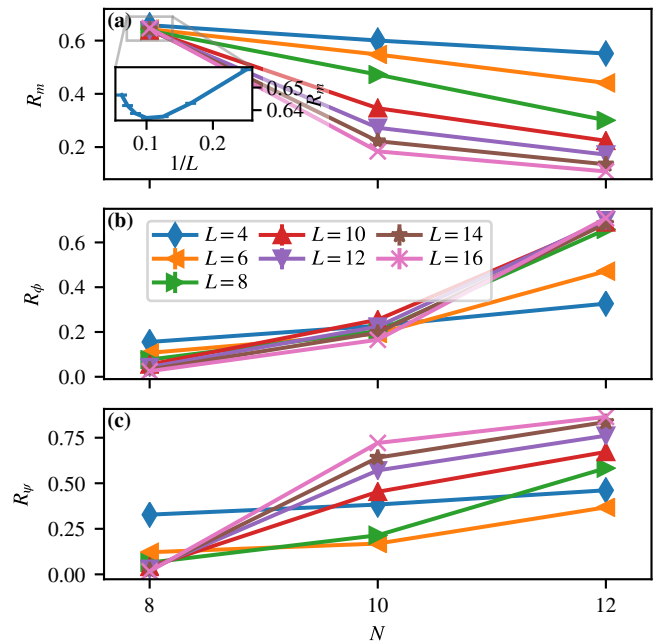 (a)
0.6
0.4
0.2
R_m
0.65
0.64
R_m
0.1
0.2
1/L
(b)
0.6
0.4
0.2
0.0
R_ϕ
L = 4
L = 10
L = 14
L = 6
L = 12
L = 16
L = 8
(c)
0.75
0.50
0.25
0.00
R_ψ
8
10
12
N